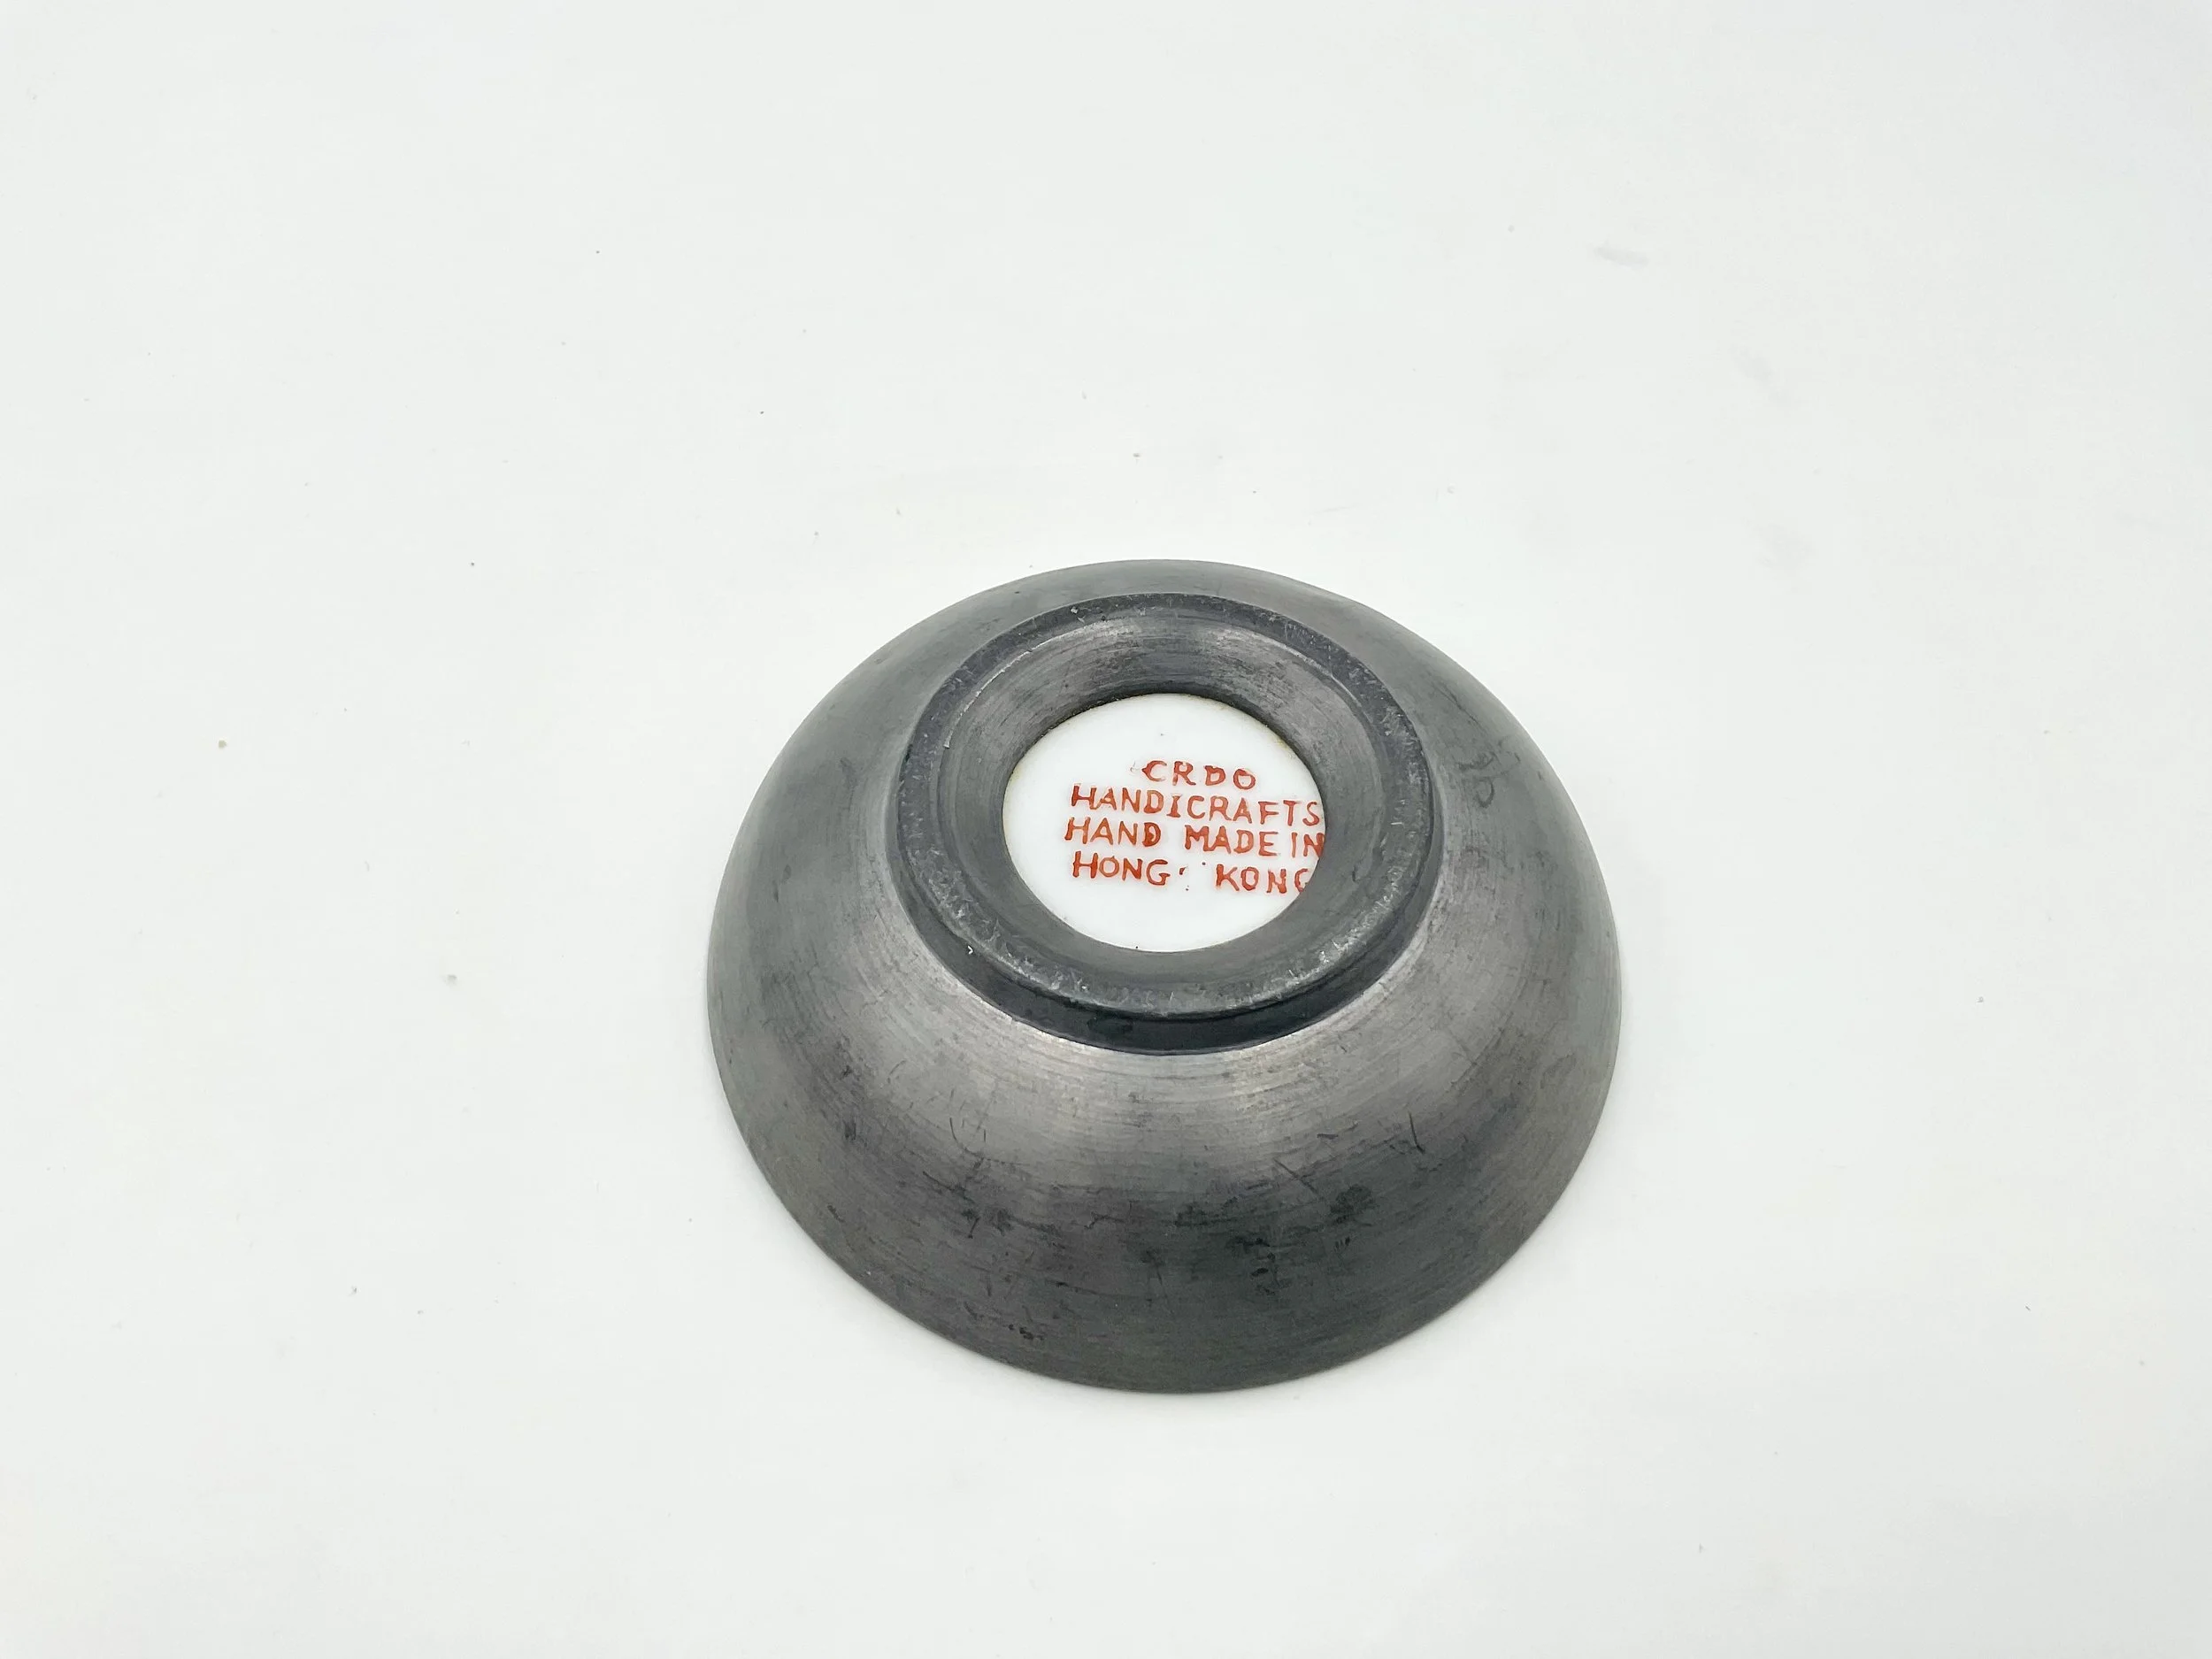 CRDO
HANDICRAFTS
HAND MADE IN
HONG KONG